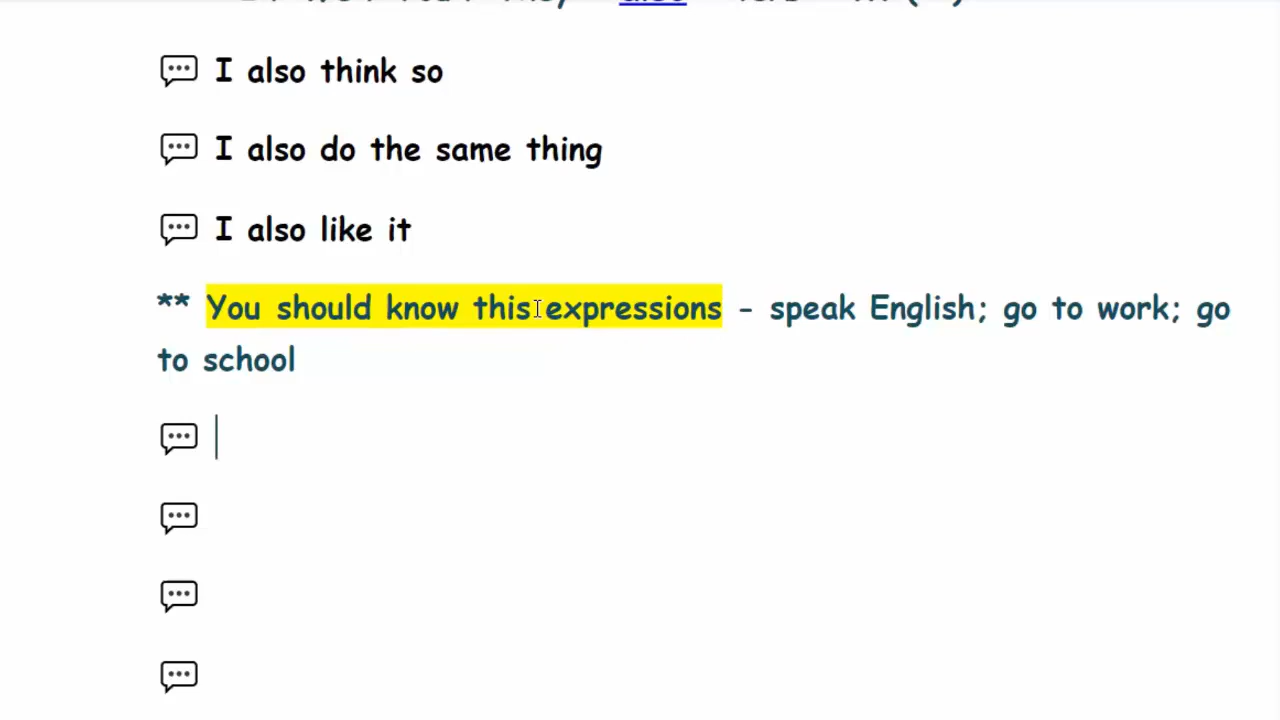 also
I also think so
I also do the same thing
I also like it
** You should know this expressions - speak English; go to work; go
to school